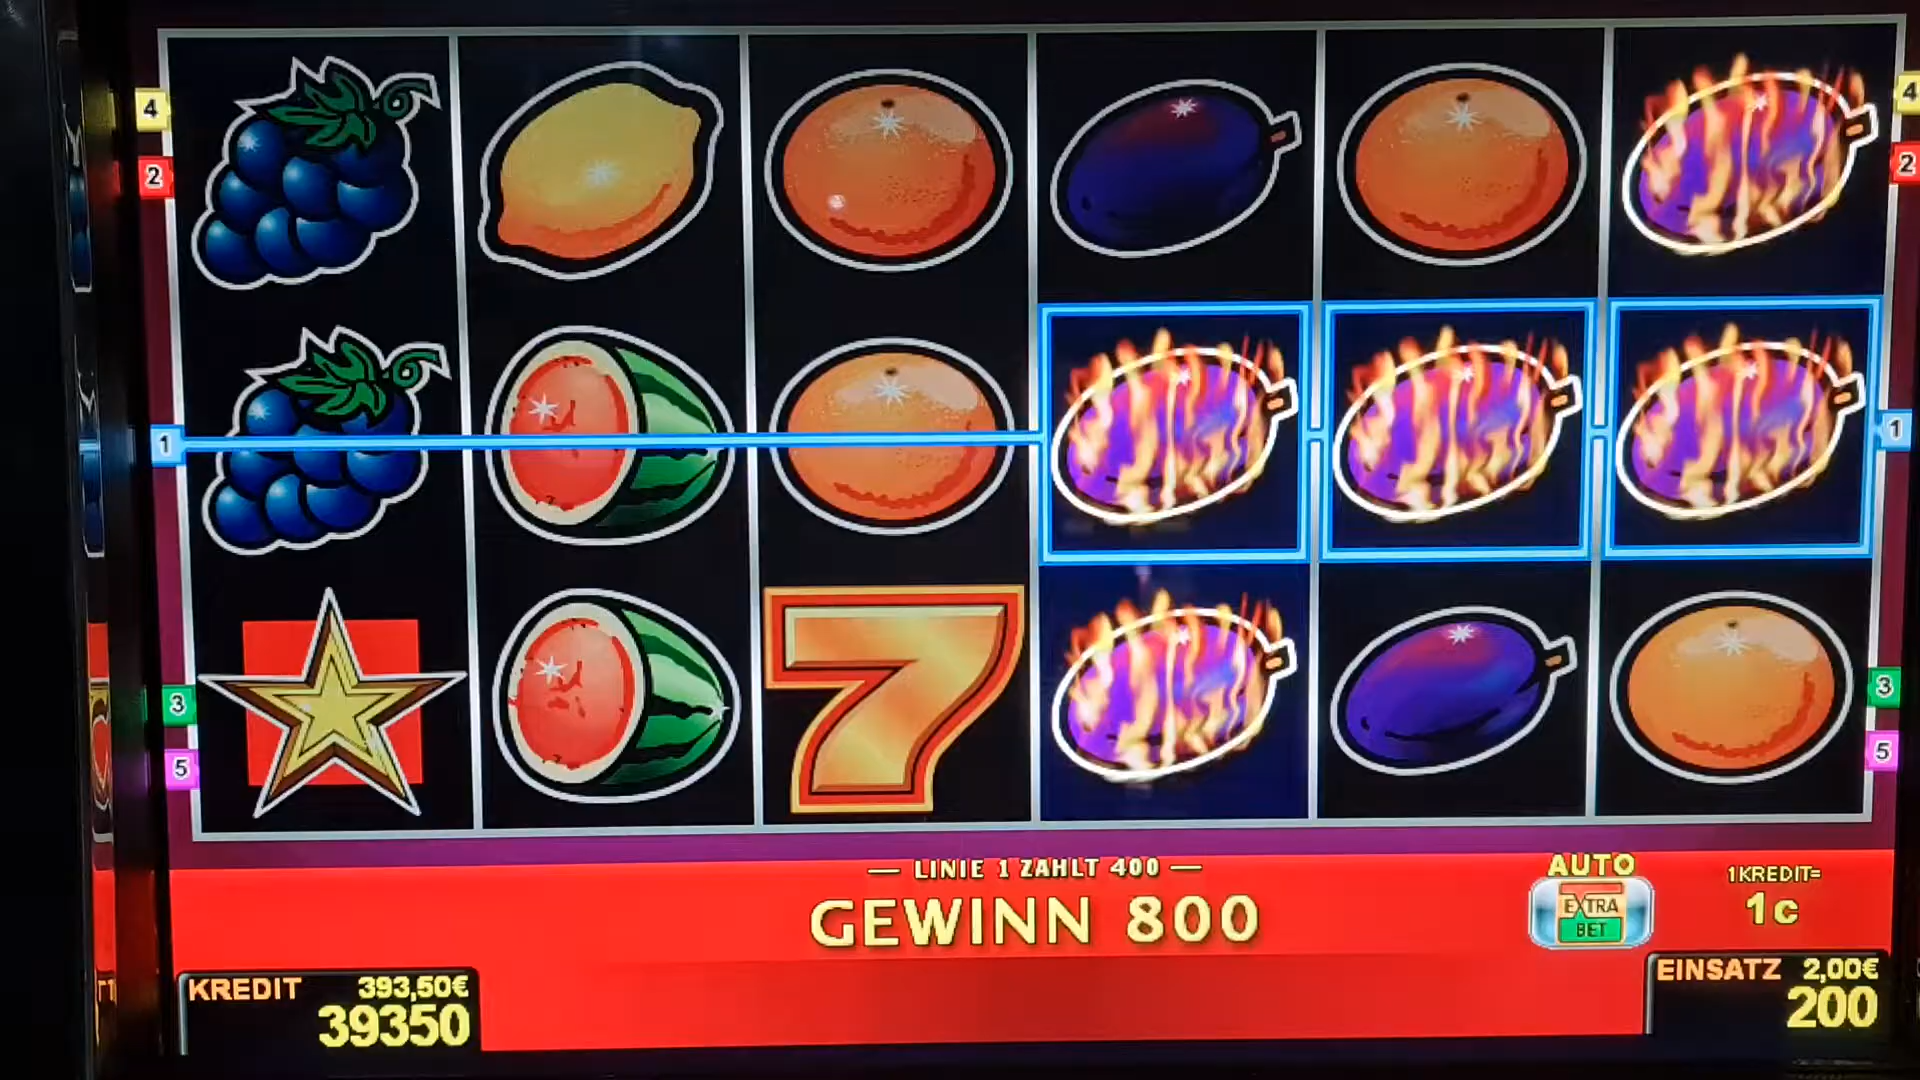 4
4
2
2
1
1
7
3
3
5
5
LINIE 1 ZAHLT 400
GEWINN 800
AUTO
EXTRA
BET
1KREDIT=
1c
KREDIT 393,50€
39350
EINSATZ 2,00€
200